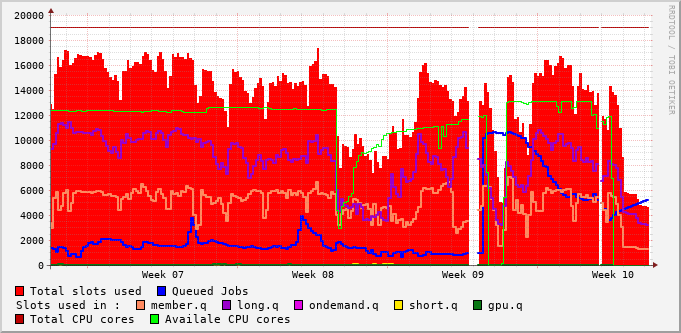 20000
18000
16000
14000
12000
10000
8000
6000
4000
2000
0
Week 07 Week 08 Week 09 Week 10
RRDTOOL / TOBI OETIKER
Total slots used Queued Jobs
Slots used in : member.q long.q ondemand.q short.q gpu.q
Total CPU cores Availale CPU cores